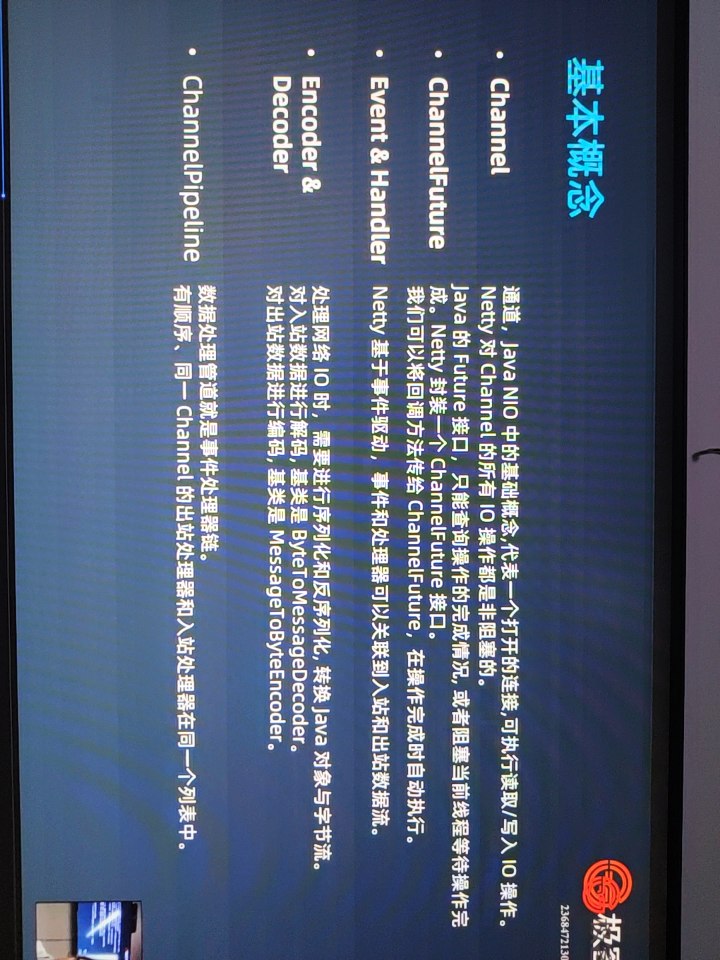 基本概念
极客
2368472130
• Channel
通道，Java NIO 中的基础概念,代表一个打开的连接,可执行读取/写入 IO 操作。
Netty 对 Channel 的所有 IO 操作都是非阻塞的。
• ChannelFuture
Java 的 Future 接口，只能查询操作的完成情况, 或者阻塞当前线程等待操作完
成。Netty 封装一个 ChannelFuture 接口。
我们可以将回调方法传给 ChannelFuture，在操作完成时自动执行。
• Event & Handler
Netty 基于事件驱动，事件和处理器可以关联到入站和出站数据流。
• Encoder &
Decoder
处理网络 IO 时，需要进行序列化和反序列化, 转换 Java 对象与字节流。
对入站数据进行解码, 基类是 ByteToMessageDecoder。
对出站数据进行编码, 基类是 MessageToByteEncoder。
• ChannelPipeline
数据处理管道就是事件处理器链。
有顺序、同一 Channel 的出站处理器和入站处理器在同一个列表中。